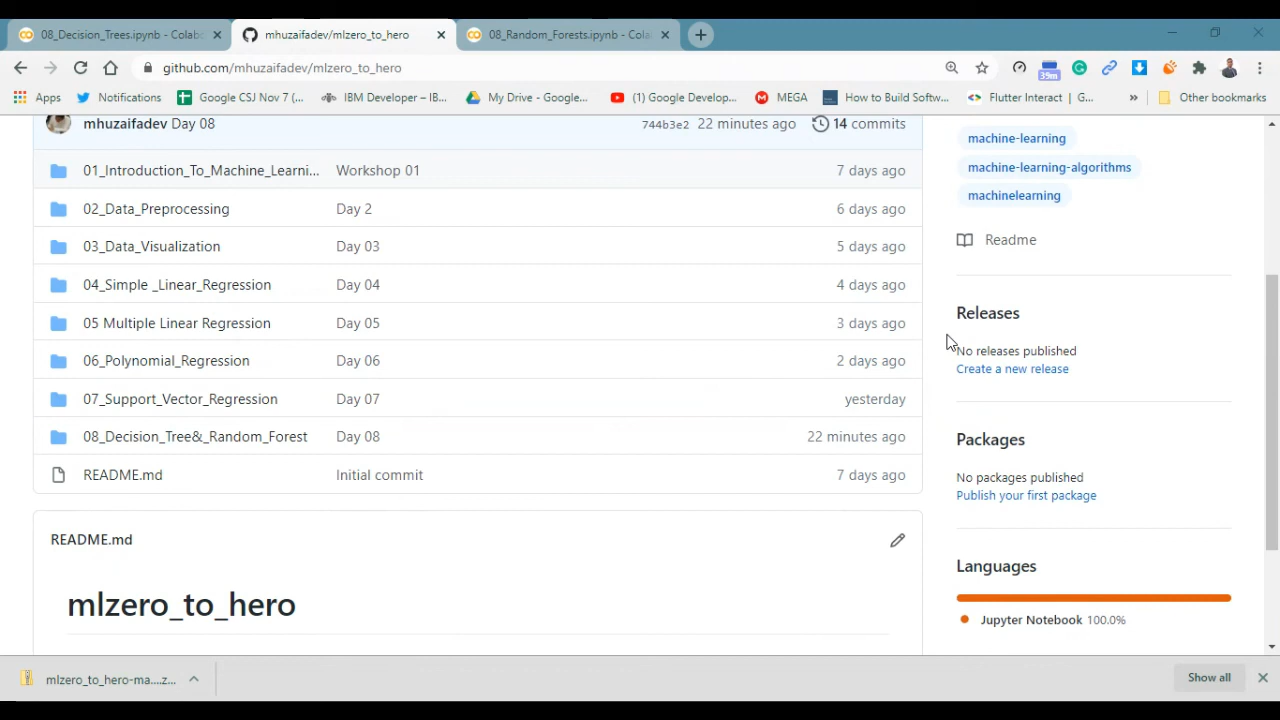 08_Decision_Trees.ipynb - Colab
mhuzaifadev/mlzero_to_hero
08_Random_Forests.ipynb - Cola
github.com/mhuzaifadev/mlzero_to_hero
39m
Apps
Notifications
Google CSJ Nov 7 (...
IBM Developer – IB...
My Drive - Google...
(1) Google Develop...
MEGA
How to Build Softw...
Flutter Interact | G...
»
Other bookmarks
mhuzaifadev Day 08
744b3e2 22 minutes ago
14 commits
01_Introduction_To_Machine_Learni... Workshop 01 7 days ago
02_Data_Preprocessing Day 2 6 days ago
03_Data_Visualization Day 03 5 days ago
04_Simple _Linear_Regression Day 04 4 days ago
05 Multiple Linear Regression Day 05 3 days ago
06_Polynomial_Regression Day 06 2 days ago
07_Support_Vector_Regression Day 07 yesterday
08_Decision_Tree&_Random_Forest Day 08 22 minutes ago
README.md Initial commit 7 days ago
README.md
mlzero_to_hero
machine-learning
machine-learning-algorithms
machinelearning
Readme
Releases
No releases published
Create a new release
Packages
No packages published
Publish your first package
Languages
Jupyter Notebook 100.0%
mlzero_to_hero-ma....z...
Show all